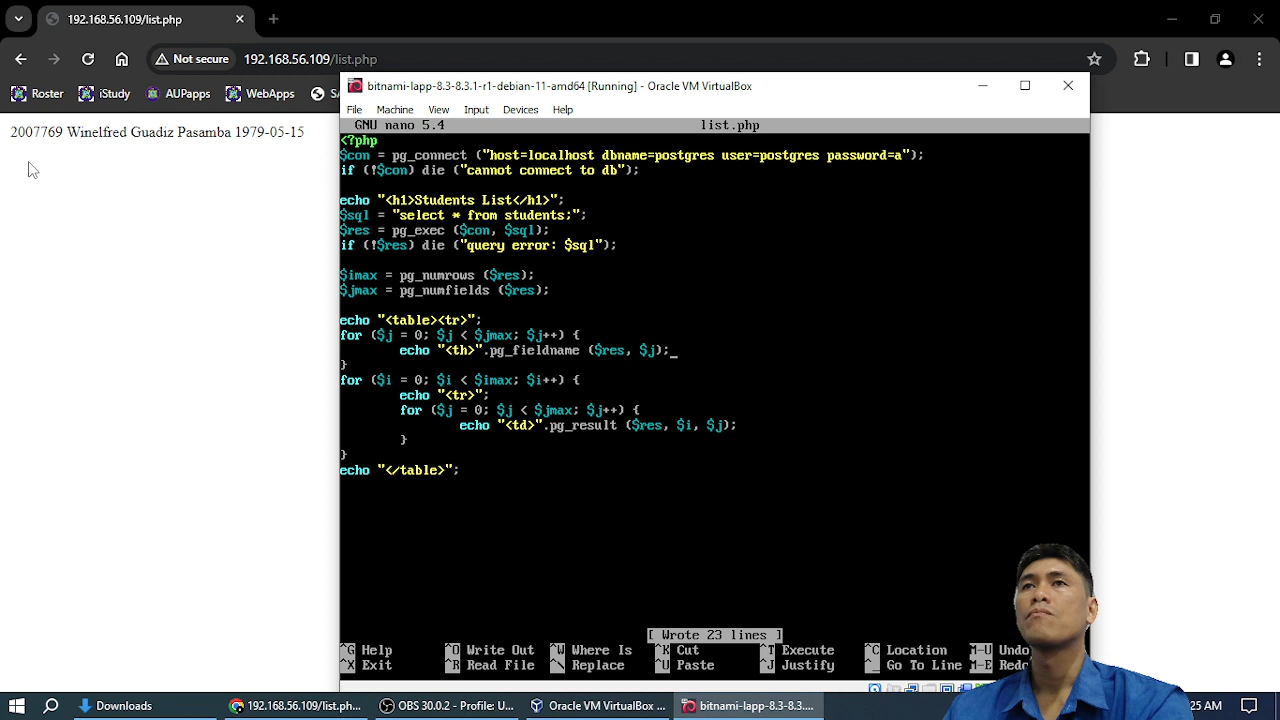 192.168.56.109/list.php
Not secure
192.168.56.109/list.php
Roster
iStudy
AUPapps
WebApps
2007769 Winelfred Guadiz Pasamba 1979-05-15
bitnami-lapp-8.3-8.3.1-r1-debian-11-amd64 [Running] - Oracle VM VirtualBox
File Machine View Input Devices Help
GNU nano 5.4 list.php
<?php
$con = pg_connect ("host=localhost dbname=postgres user=postgres password=a");
if (!$con) die ("cannot connect to db");
echo "<h1>Students List</h1>";
$sql = "select * from students;";
$res = pg_exec ($con, $sql);
if (!$res) die ("query error: $sql");
$imax = pg_numrows ($res);
$jmax = pg_numfields ($res);
echo "<table><tr>";
for ($j = 0; $j < $jmax; $j++) {
echo "<th>".pg_fieldname ($res, $j);
}
for ($i = 0; $i < $imax; $i++) {
echo "<tr>";
for ($j = 0; $j < $jmax; $j++) {
echo "<td>".pg_result ($res, $i, $j);
}
}
echo "</table>";
[ Wrote 23 lines ]
^G Help ^O Write Out ^W Where Is ^K Cut ^T Execute ^C Location M-U Undo
^X Exit ^R Read File ^\ Replace ^U Paste ^J Justify ^_ Go To Line M-E Redo
Downloads
192.168.56.109/list.ph...
OBS 30.0.2 - Profile: U...
Oracle VM VirtualBox ...
bitnami-lapp-8.3-8.3....
25 AM